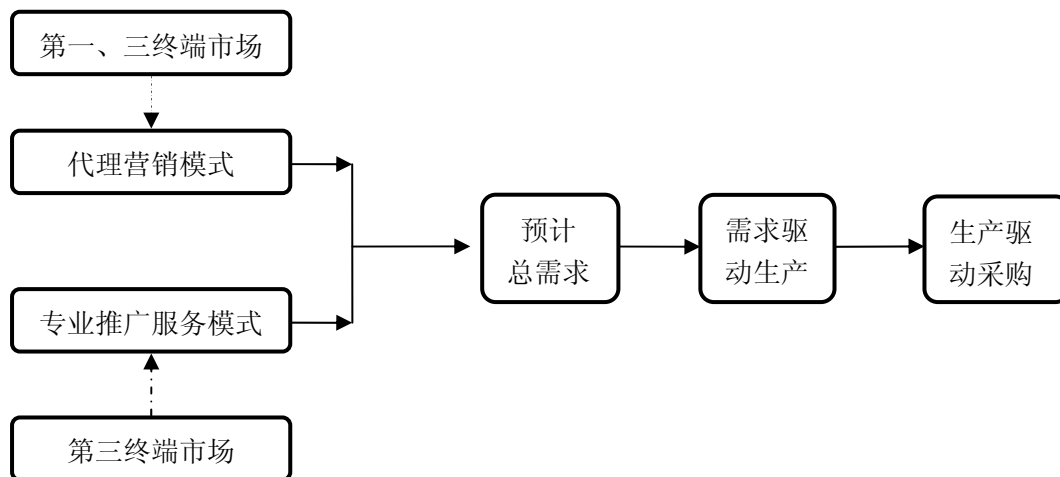 第一、三终端市场
代理营销模式
预计
总需求
需求驱
动生产
生产驱
动采购
专业推广服务模式
第三终端市场